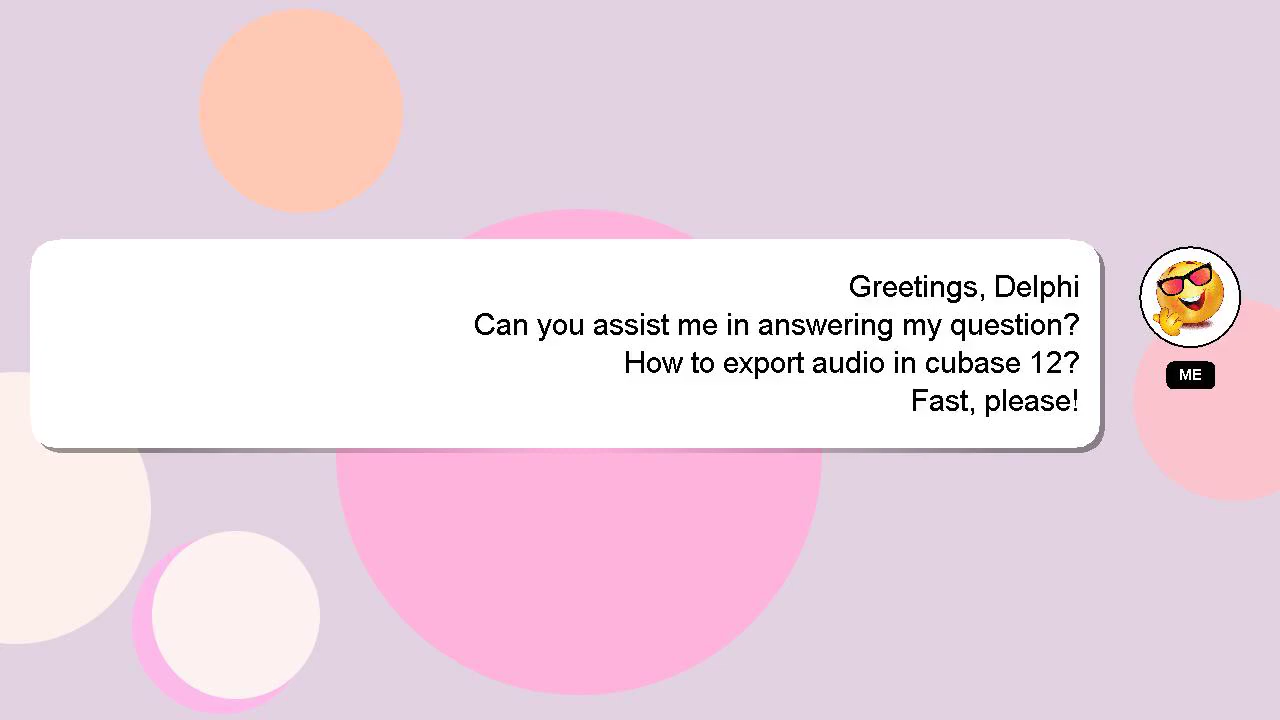 Greetings, Delphi
Can you assist me in answering my question?
How to export audio in cubase 12?
Fast, please!
ME